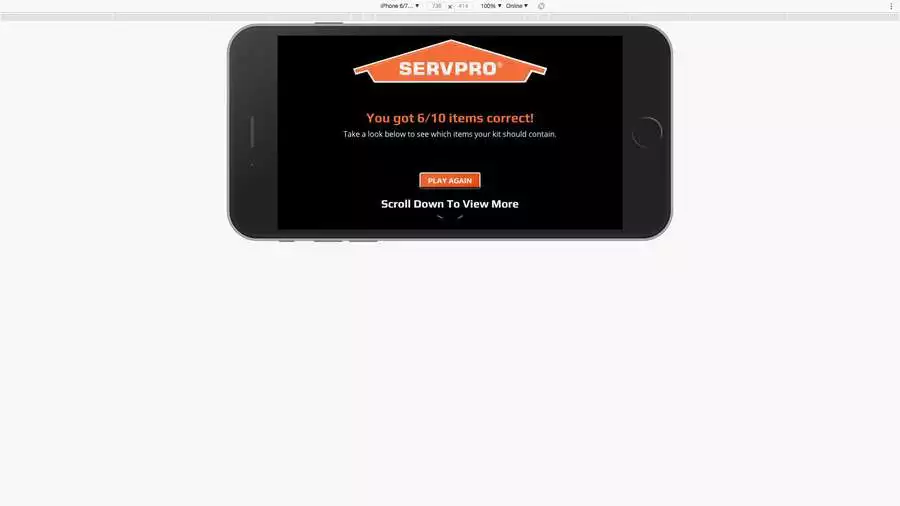 iPhone 6/7... ▼ 736 × 414 100% ▼ Online ▼
SERVPRO®
You got 6/10 items correct!
Take a look below to see which items your kit should contain.
PLAY AGAIN
Scroll Down To View More